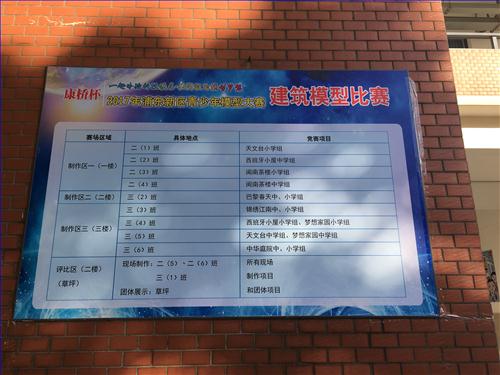 康桥杯
2017年浦东新区青少年模型大赛 建筑模型比赛
赛场区域 具体地点 竞赛项目
制作区一（一楼） 二（1）班 天文台小学组
二（2）班 西班牙小屋中学组
二（3）班 闽南茶楼小学组
二（4）班 闽南茶楼中学组
制作区二（二楼） 三（2）班 巴黎春天中、小学组
制作区三（三楼） 三（3）班 锦绣江南中、小学组
三（4）班 西班牙小屋小学组、梦想家园小学组
三（5）班 天文台中学组、梦想家园中学组
三（6）班 中华庭院中、小学组
评比区（二楼）（草坪） 现场制作：二（5）、二（6）班 所有现场
三（1）班 制作项目
团体展示：草坪 和团体项目